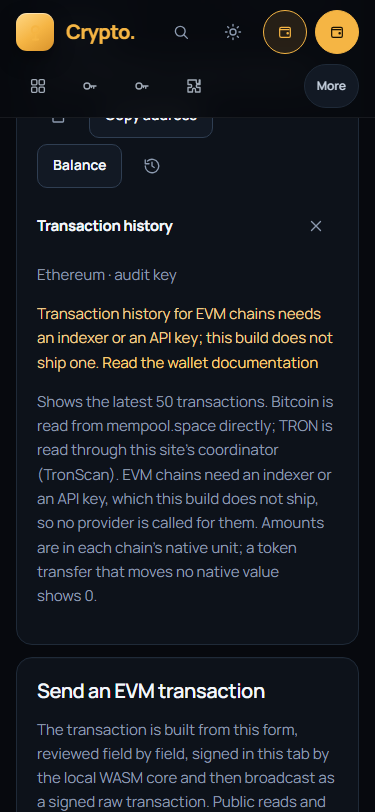 Crypto.
More
Copy address
Balance
Transaction history
Ethereum · audit key
Transaction history for EVM chains needs
an indexer or an API key; this build does not
ship one. Read the wallet documentation
Shows the latest 50 transactions. Bitcoin is
read from mempool.space directly; TRON is
read through this site's coordinator
(TronScan). EVM chains need an indexer or
an API key, which this build does not ship,
so no provider is called for them. Amounts
are in each chain's native unit; a token
transfer that moves no native value
shows 0.
Send an EVM transaction
The transaction is built from this form,
reviewed field by field, signed in this tab by
the local WASM core and then broadcast as
a signed raw transaction. Public reads and